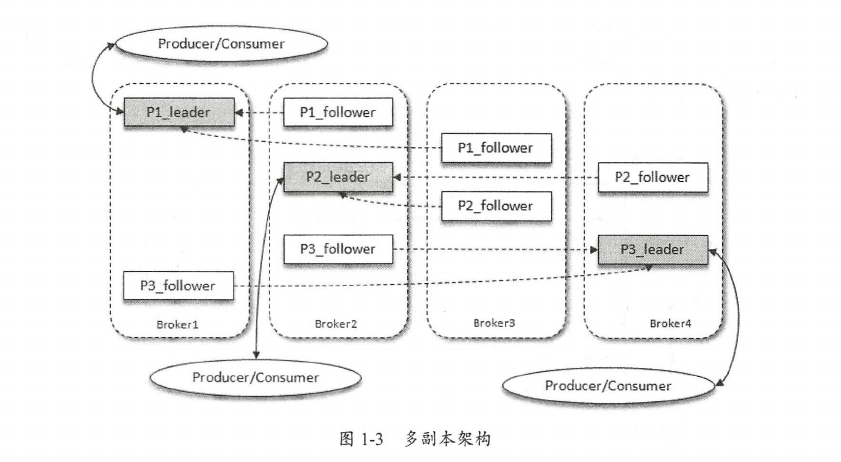 Producer/Consumer
P1_leader
P1_follower
P1_follower
P2_leader
P2_follower
P2_follower
P3_follower
P3_leader
P3_follower
Broker1
Broker2
Broker3
Broker4
Producer/Consumer
Producer/Consumer
图 1-3 多副本架构